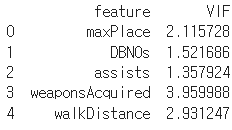 feature VIF
0 maxPlace 2.115728
1 DBNOs 1.521686
2 assists 1.357924
3 weaponsAcquired 3.959988
4 walkDistance 2.931247